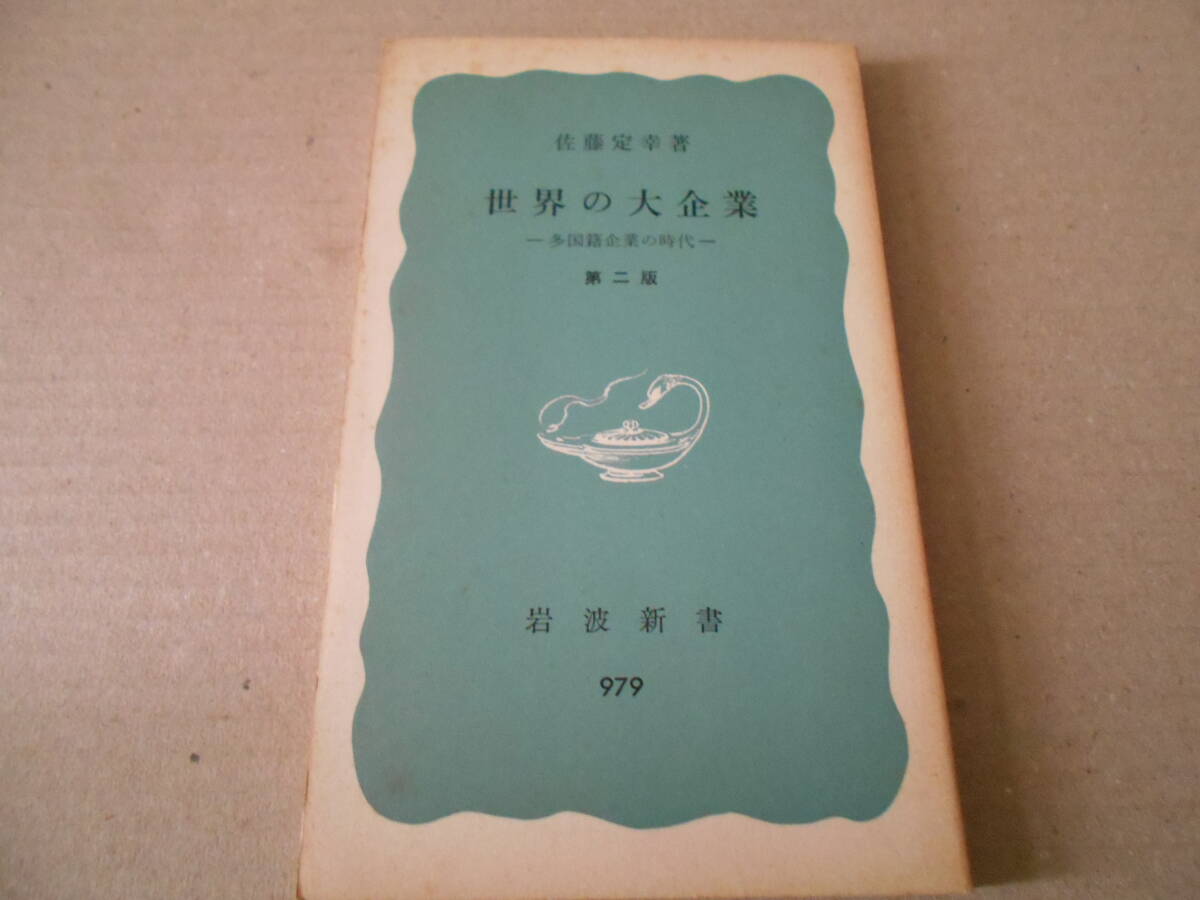 佐藤定幸著
世界の大企業
—多国籍企業の時代—
第二版
岩波新書
979